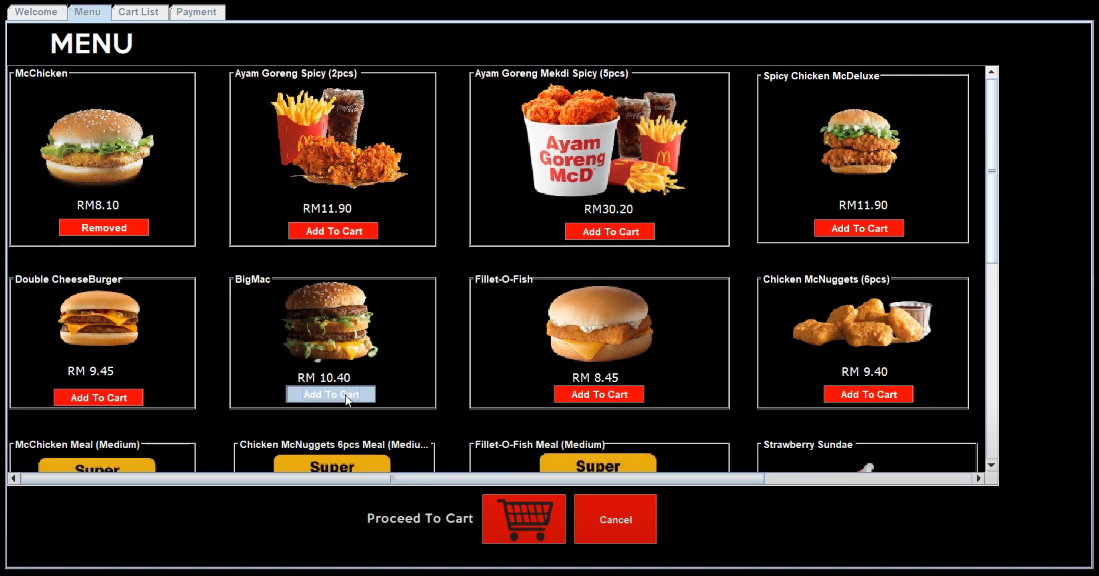 Welcome Menu Cart List Payment
MENU
McChicken
Ayam Goreng Spicy (2pcs)
Ayam Goreng Mekdi Spicy (5pcs)
Spicy Chicken McDeluxe
Ayam
Goreng
McD
RM8.10
RM11.90
RM30.20
RM11.90
Removed
Add To Cart
Add To Cart
Add To Cart
Double CheeseBurger
BigMac
Fillet-O-Fish
Chicken McNuggets (6pcs)
RM 9.45
RM 10.40
RM 8.45
RM 9.40
Add To Cart
Add To Cart
Add To Cart
Add To Cart
McChicken Meal (Medium)
Chicken McNuggets 6pcs Meal (Mediu...
Fillet-O-Fish Meal (Medium)
Strawberry Sundae
Super
Super
Super
Proceed To Cart
Cancel